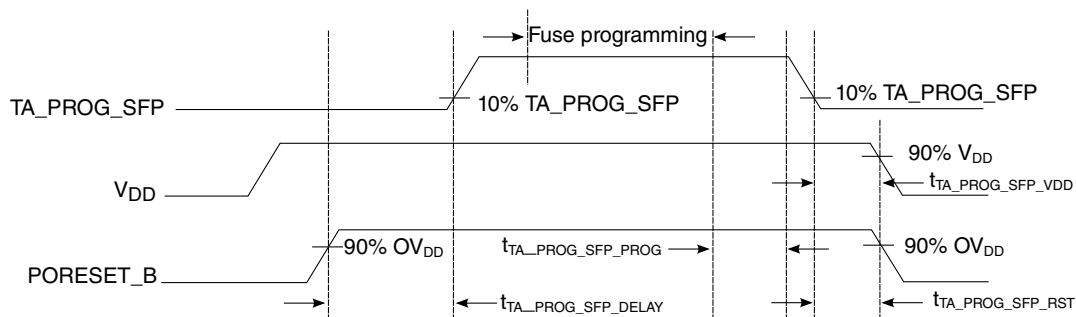 Fuse programming
TA_PROG_SFP
10% TA_PROG_SFP
10% TA_PROG_SFP
VDD
90% VDD
tTA_PROG_SFP_VDD
PORESET_B
90% OVDD
tTA_PROG_SFP_PROG
90% OVDD
tTA_PROG_SFP_DELAY
tTA_PROG_SFP_RST